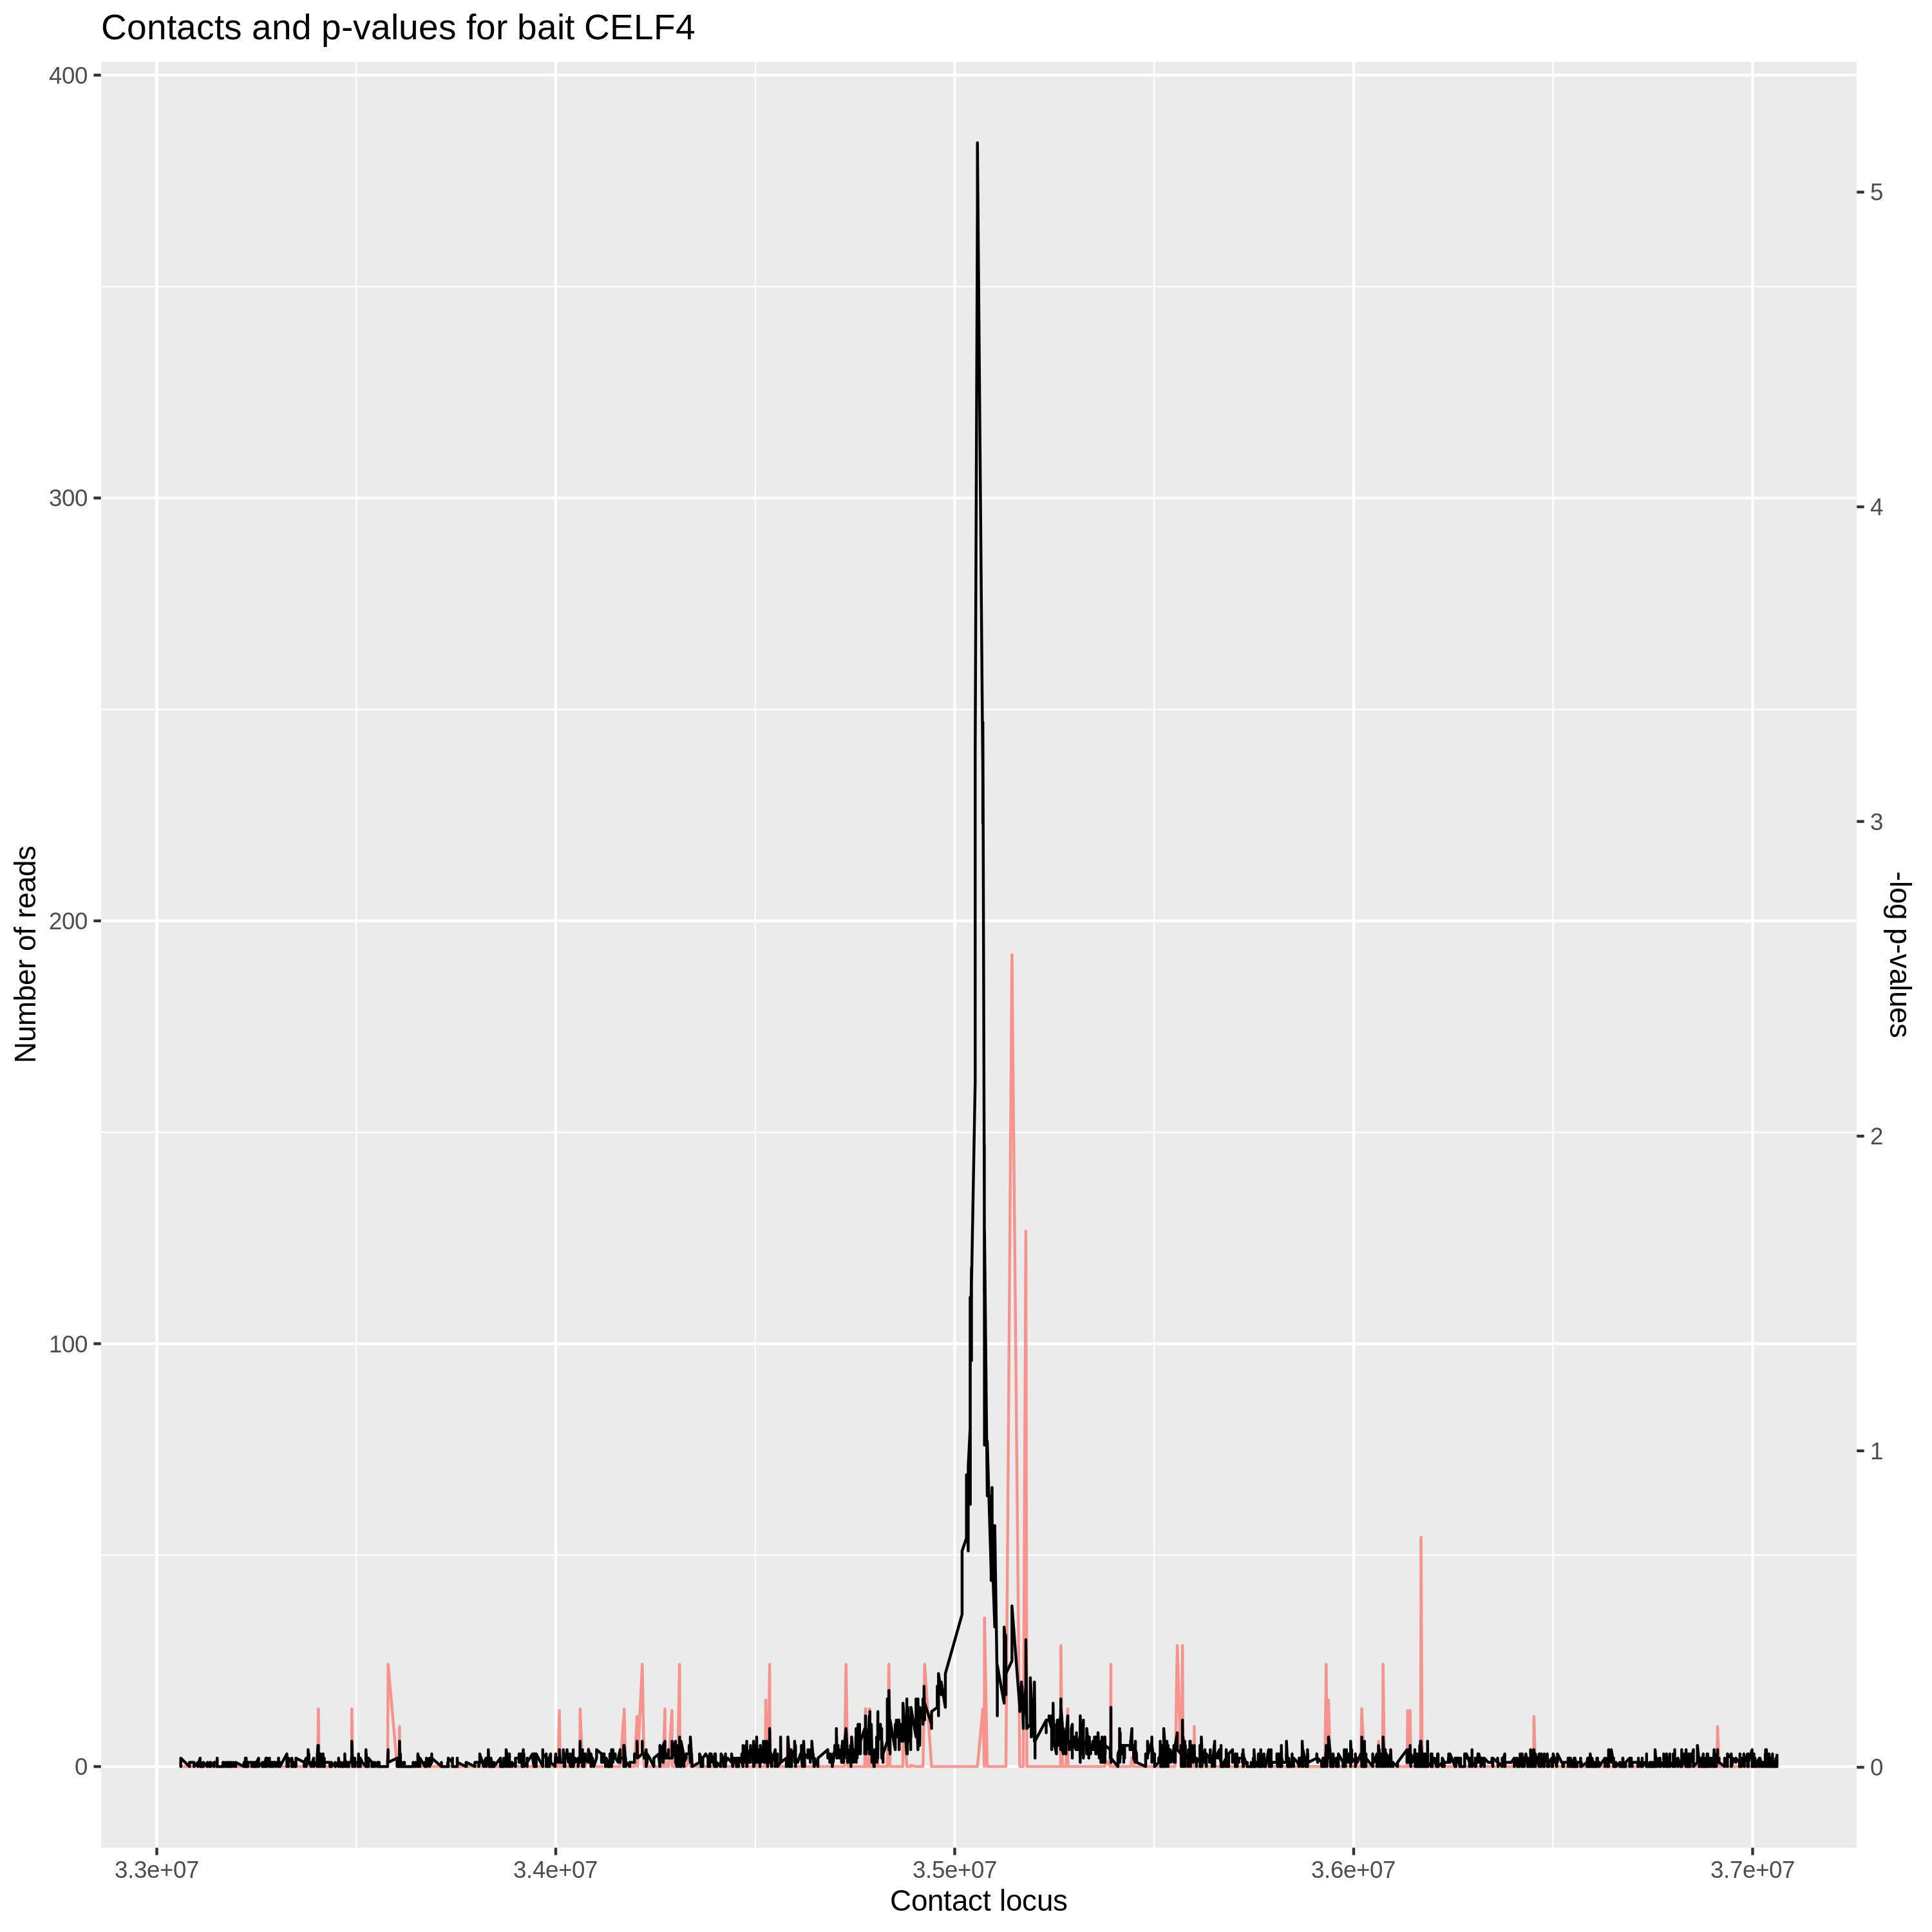 Contacts and p-values for bait CELF4
400
300
200
100
0
Number of reads
5
4
3
2
1
0
-log p-values
3.3e+07
3.4e+07
3.5e+07
3.6e+07
3.7e+07
Contact locus